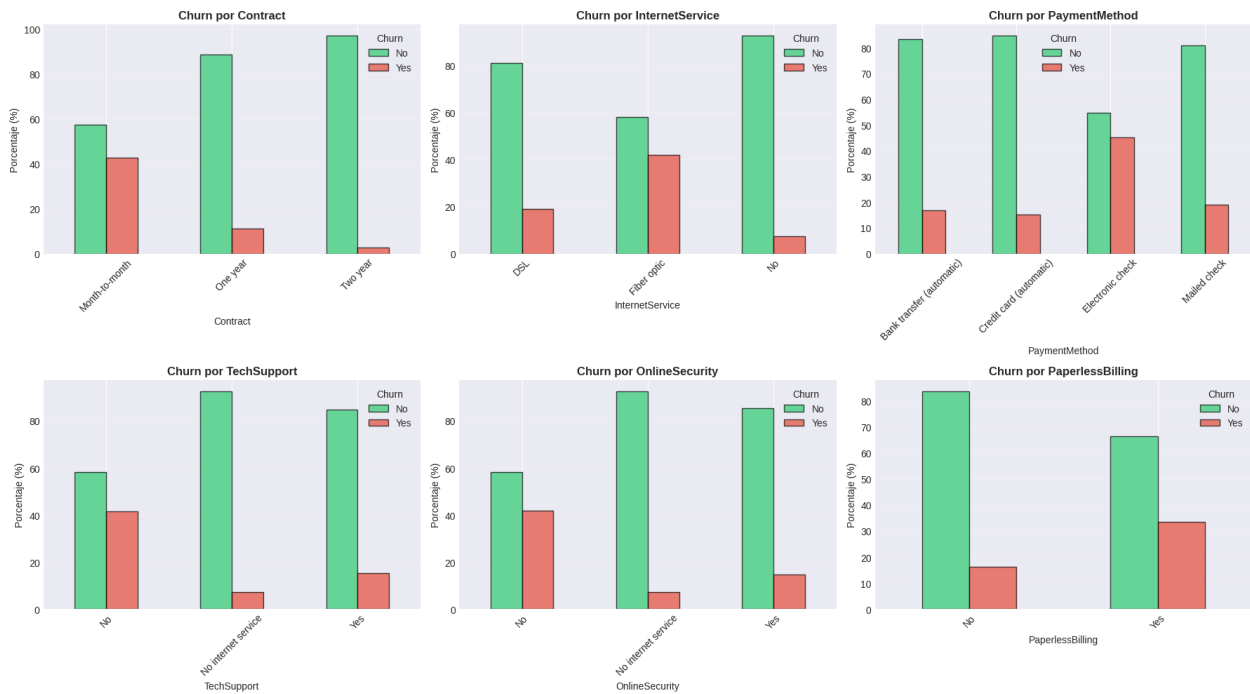 Churn por Contract
Porcentaje (%)
100
80
60
40
20
0
Churn
No
Yes
Month-to-month
One year
Two year
Contract
Churn por InternetService
Porcentaje (%)
80
60
40
20
0
Churn
No
Yes
DSL
Fiber optic
No
InternetService
Churn por PaymentMethod
Porcentaje (%)
80
70
60
50
40
30
20
10
0
Churn
No
Yes
Bank transfer (automatic)
Credit card (automatic)
Electronic check
Mailed check
PaymentMethod
Churn por TechSupport
Porcentaje (%)
80
60
40
20
0
Churn
No
Yes
No
No internet service
Yes
TechSupport
Churn por OnlineSecurity
Porcentaje (%)
80
60
40
20
0
Churn
No
Yes
No
No internet service
Yes
OnlineSecurity
Churn por PaperlessBilling
Porcentaje (%)
80
70
60
50
40
30
20
10
0
Churn
No
Yes
No
Yes
PaperlessBilling